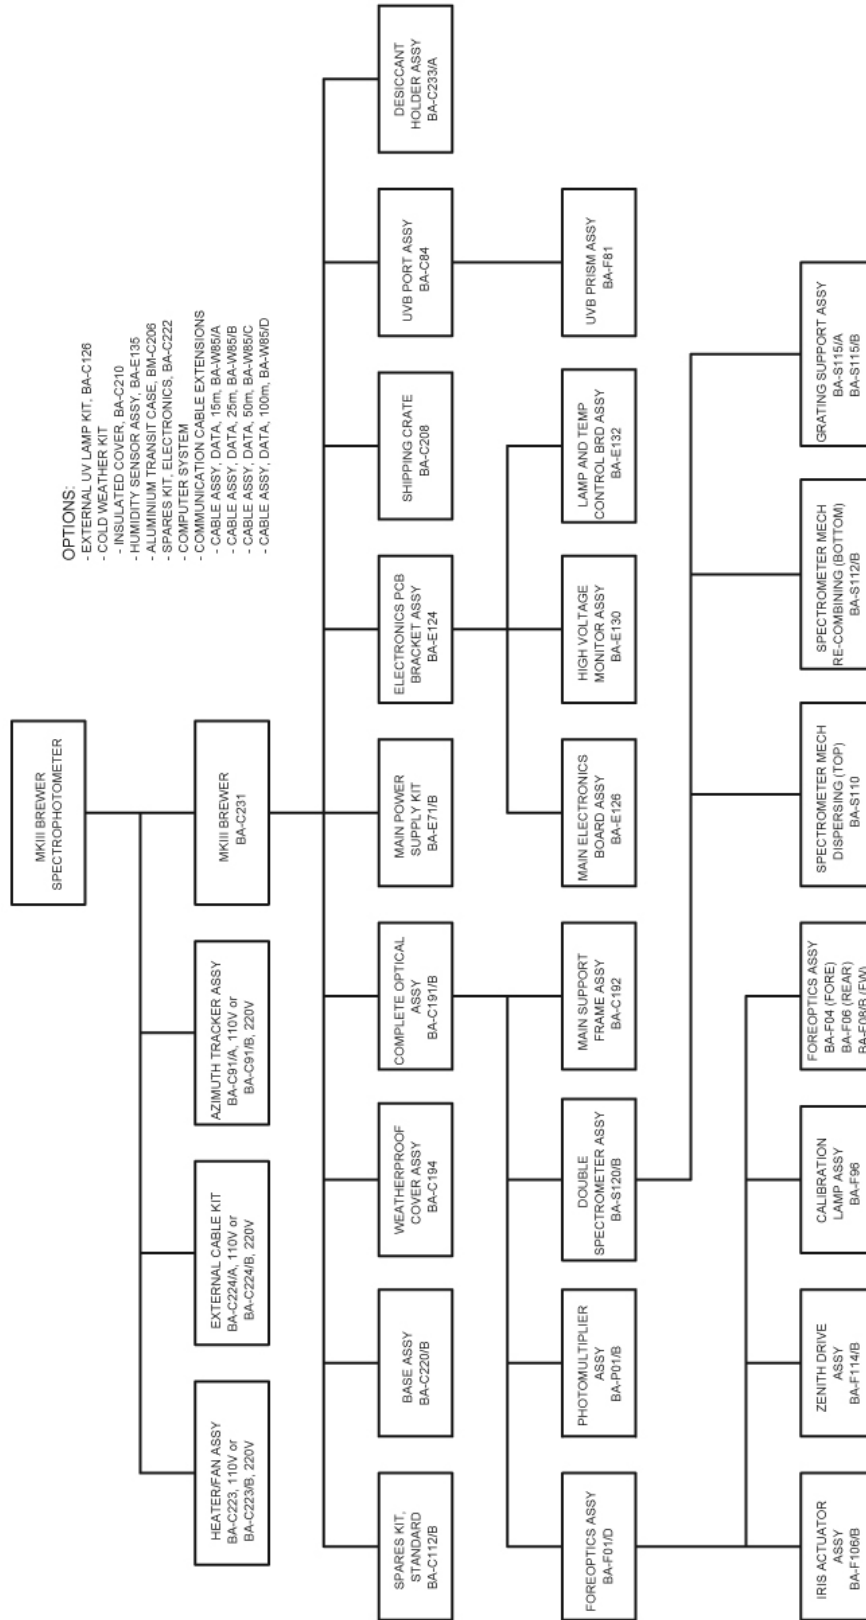 MKIII BREWER
SPECTROPHOTOMETER
OPTIONS:
- EXTERNAL UV LAMP KIT, BA-C126
- COLD WEATHER KIT
- INSULATED COVER, BA-C210
- HUMIDITY SENSOR ASSY, BA-E135
- ALUMINIUM TRANSIT CASE, BM-C206
- SPARES KIT, ELECTRONICS, BA-C222
- COMPUTER SYSTEM
- COMMUNICATION CABLE EXTENSIONS
- CABLE ASSY, DATA, 15m, BA-W85/A
- CABLE ASSY, DATA, 25m, BA-W85/B
- CABLE ASSY, DATA, 50m, BA-W85/C
- CABLE ASSY, DATA, 100m, BA-W85/D
HEATER/FAN ASSY
BA-C223, 110V or
BA-C223/B, 220V
EXTERNAL CABLE KIT
BA-C224/A, 110V or
BA-C224/B, 220V
AZIMUTH TRACKER ASSY
BA-C91/A, 110V or
BA-C91/B, 220V
MKIII BREWER
BA-C231
SPARES KIT,
STANDARD
BA-C112/B
BASE ASSY
BA-C220/B
WEATHERPROOF
COVER ASSY
BA-C194
COMPLETE OPTICAL
ASSY
BA-C191/B
MAIN POWER
SUPPLY KIT
BA-E71/B
ELECTRONICS PCB
BRACKET ASSY
BA-E124
SHIPPING CRATE
BA-C208
UVB PORT ASSY
BA-C84
DESICCANT
HOLDER ASSY
BA-C233/A
FOREOPTICS ASSY
BA-F01/D
PHOTOMULTIPLIER
ASSY
BA-P01/B
DOUBLE
SPECTROMETER ASSY
BA-S120/B
MAIN SUPPORT
FRAME ASSY
BA-C192
MAIN ELECTRONICS
BOARD ASSY
BA-E126
HIGH VOLTAGE
MONITOR ASSY
BA-E130
LAMP AND TEMP
CONTROL BRD ASSY
BA-E132
UVB PRISM ASSY
BA-F81
IRIS ACTUATOR
ASSY
BA-F106/B
ZENITH DRIVE
ASSY
BA-F114/B
CALIBRATION
LAMP ASSY
BA-F96
FOREOPTICS ASSY
BA-F04 (FORE)
BA-F06 (REAR)
BA-F08/B (FW)
SPECTROMETER MECH
DISPERSING (TOP)
BA-S110
SPECTROMETER MECH
RE-COMBINING (BOTTOM)
BA-S112/B
GRATING SUPPORT ASSY
BA-S115/A
BA-S115/B